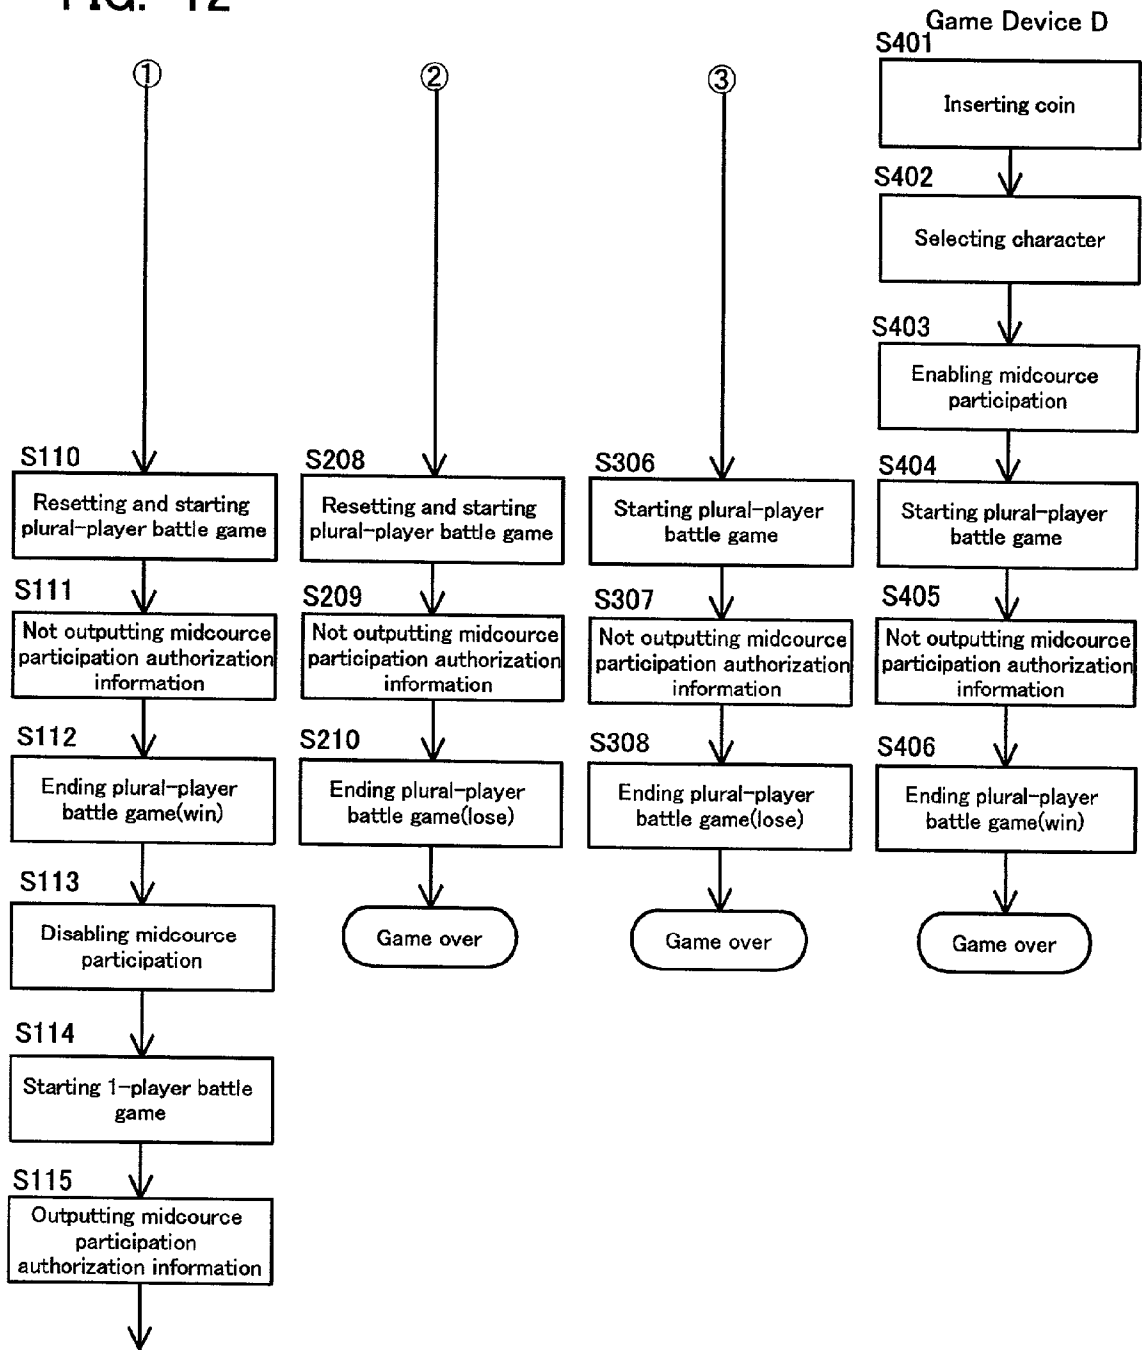 FIG. 12
Game Device D
①
②
③
S401
Inserting coin
S402
Selecting character
S403
Enabling midcource
participation
S110
Resetting and starting
plural-player battle game
S208
Resetting and starting
plural-player battle game
S306
Starting plural-player
battle game
S404
Starting plural-player
battle game
S111
Not outputting midcource
participation authorization
information
S209
Not outputting midcource
participation authorization
information
S307
Not outputting midcource
participation authorization
information
S405
Not outputting midcource
participation authorization
information
S112
Ending plural-player
battle game(win)
S210
Ending plural-player
battle game(lose)
S308
Ending plural-player
battle game(lose)
S406
Ending plural-player
battle game(win)
S113
Disabling midcource
participation
Game over
Game over
Game over
S114
Starting 1-player battle
game
S115
Outputting midcource
participation
authorization information